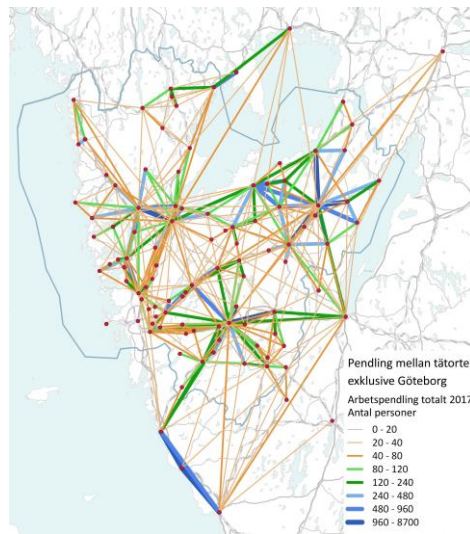 Pendling mellan tätorte
exklusive Göteborg
Arbetspendling totalt 2017
Antal personer
0 - 20
20 - 40
40 - 80
80 - 120
120 - 240
240 - 480
480 - 960
960 - 8700